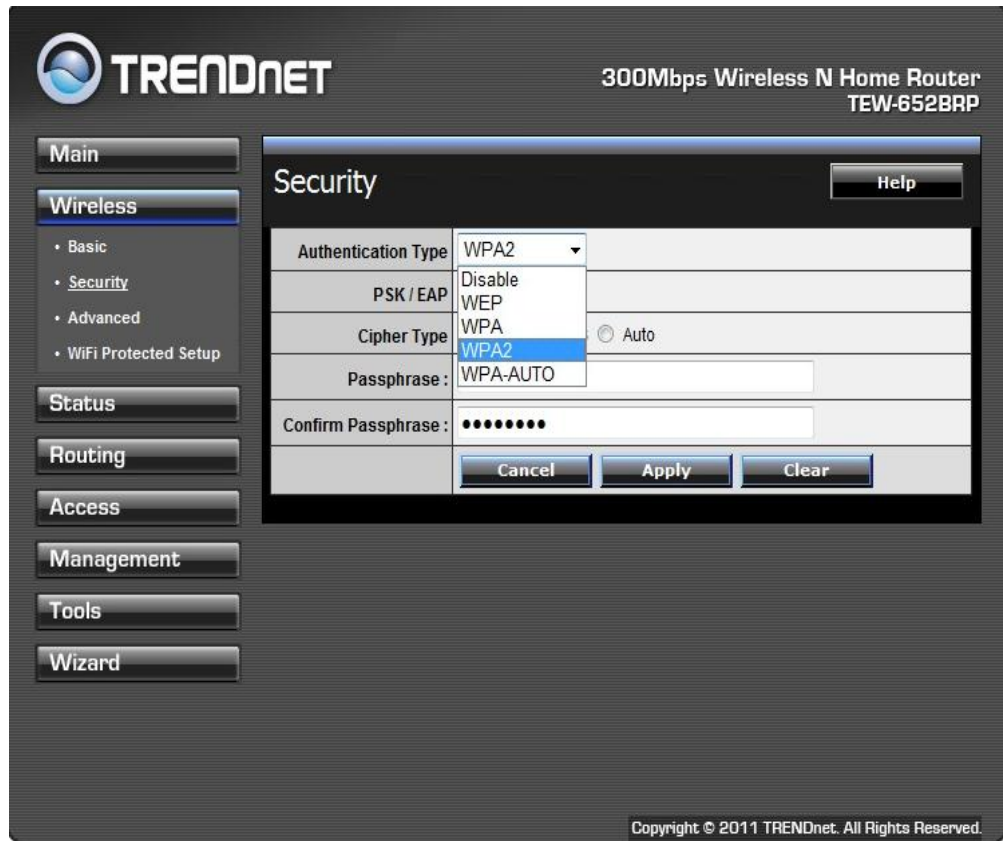 TRENDNET
300Mbps Wireless N Home Router
TEW-652BRP
Main
Wireless
• Basic
• Security
• Advanced
• WiFi Protected Setup
Status
Routing
Access
Management
Tools
Wizard
Security
Help
Authentication Type WPA2
Disable
WEP
WPA
WPA2
WPA-AUTO
PSK / EAP
Cipher Type Auto
Passphrase :
Confirm Passphrase : ••••••••
Cancel Apply Clear
Copyright © 2011 TRENDnet. All Rights Reserved.